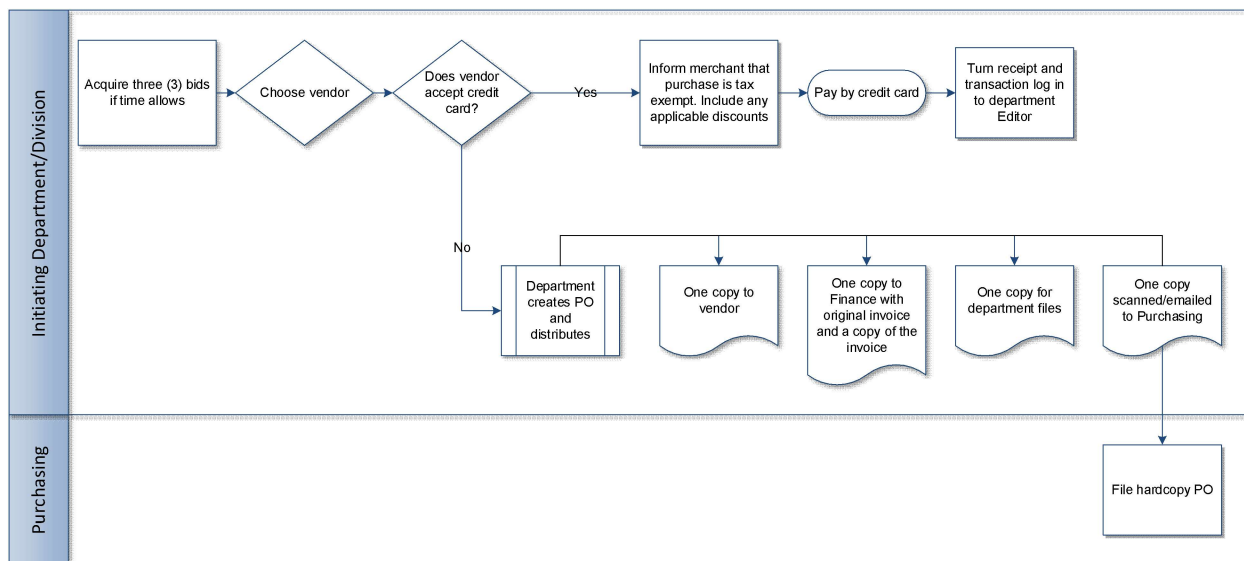 Initiating Department/Division
Acquire three (3) bids
if time allows
Choose vendor
Does vendor
accept credit
card?
Yes
Inform merchant that
purchase is tax
exempt. Include any
applicable discounts
Pay by credit card
Turn receipt and
transaction log in
to department
Editor
No
Department
creates PO
and
distributes
One copy to
vendor
One copy to
Finance with
original invoice
and a copy of the
invoice
One copy for
department files
One copy
scanned/emailed
to Purchasing
Purchasing
File hardcopy PO